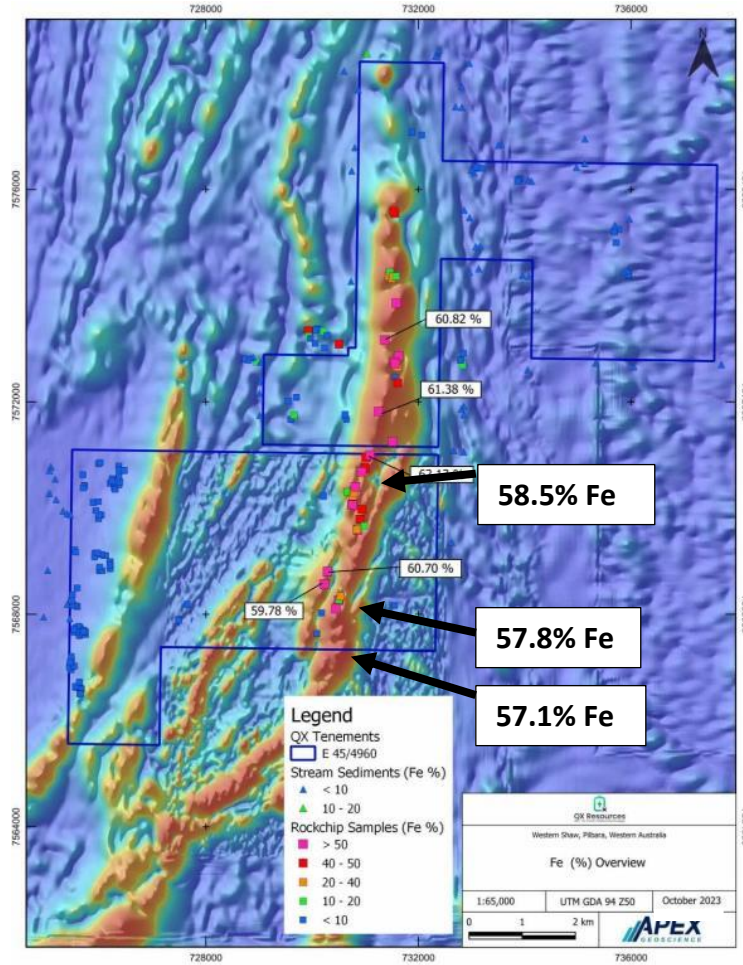 728000 732000 736000
N
7576000
60.82 %
61.38 %
7572000
58.5% Fe
60.70 %
59.78 %
7568000
57.8% Fe
57.1% Fe
Legend
QX Tenements
E 45/4960
Stream Sediments (Fe %)
< 10
10 - 20
Rockchip Samples (Fe %)
> 50
40 - 50
20 - 40
10 - 20
< 10
7564000
QX Resources
Western Shaw, Pilbara, Western Australia
Fe (%) Overview
1:65,000 UTM GDA 94 Z50 October 2023
0 1 2 km
APEX
GEOSCIENCE
728000 732000 736000